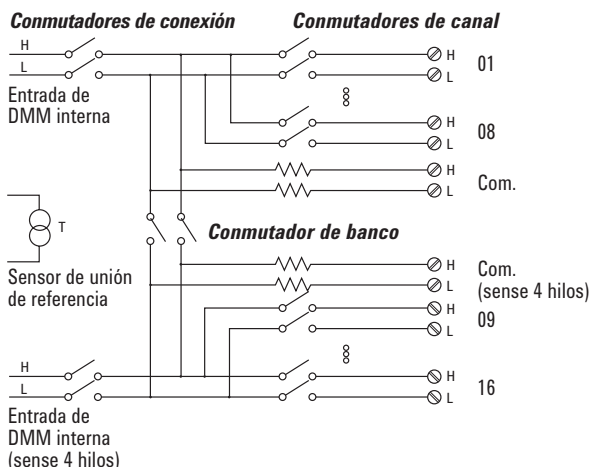 Conmutadores de conexión
Conmutadores de canal
H
L
H
L
01
Entrada de
DMM interna
H
L
08
H
L
Com.
T
Conmutador de banco
Sensor de unión
de referencia
H
L
Com.
(sense 4 hilos)
H
L
09
H
L
H
L
16
Entrada de
DMM interna
(sense 4 hilos)